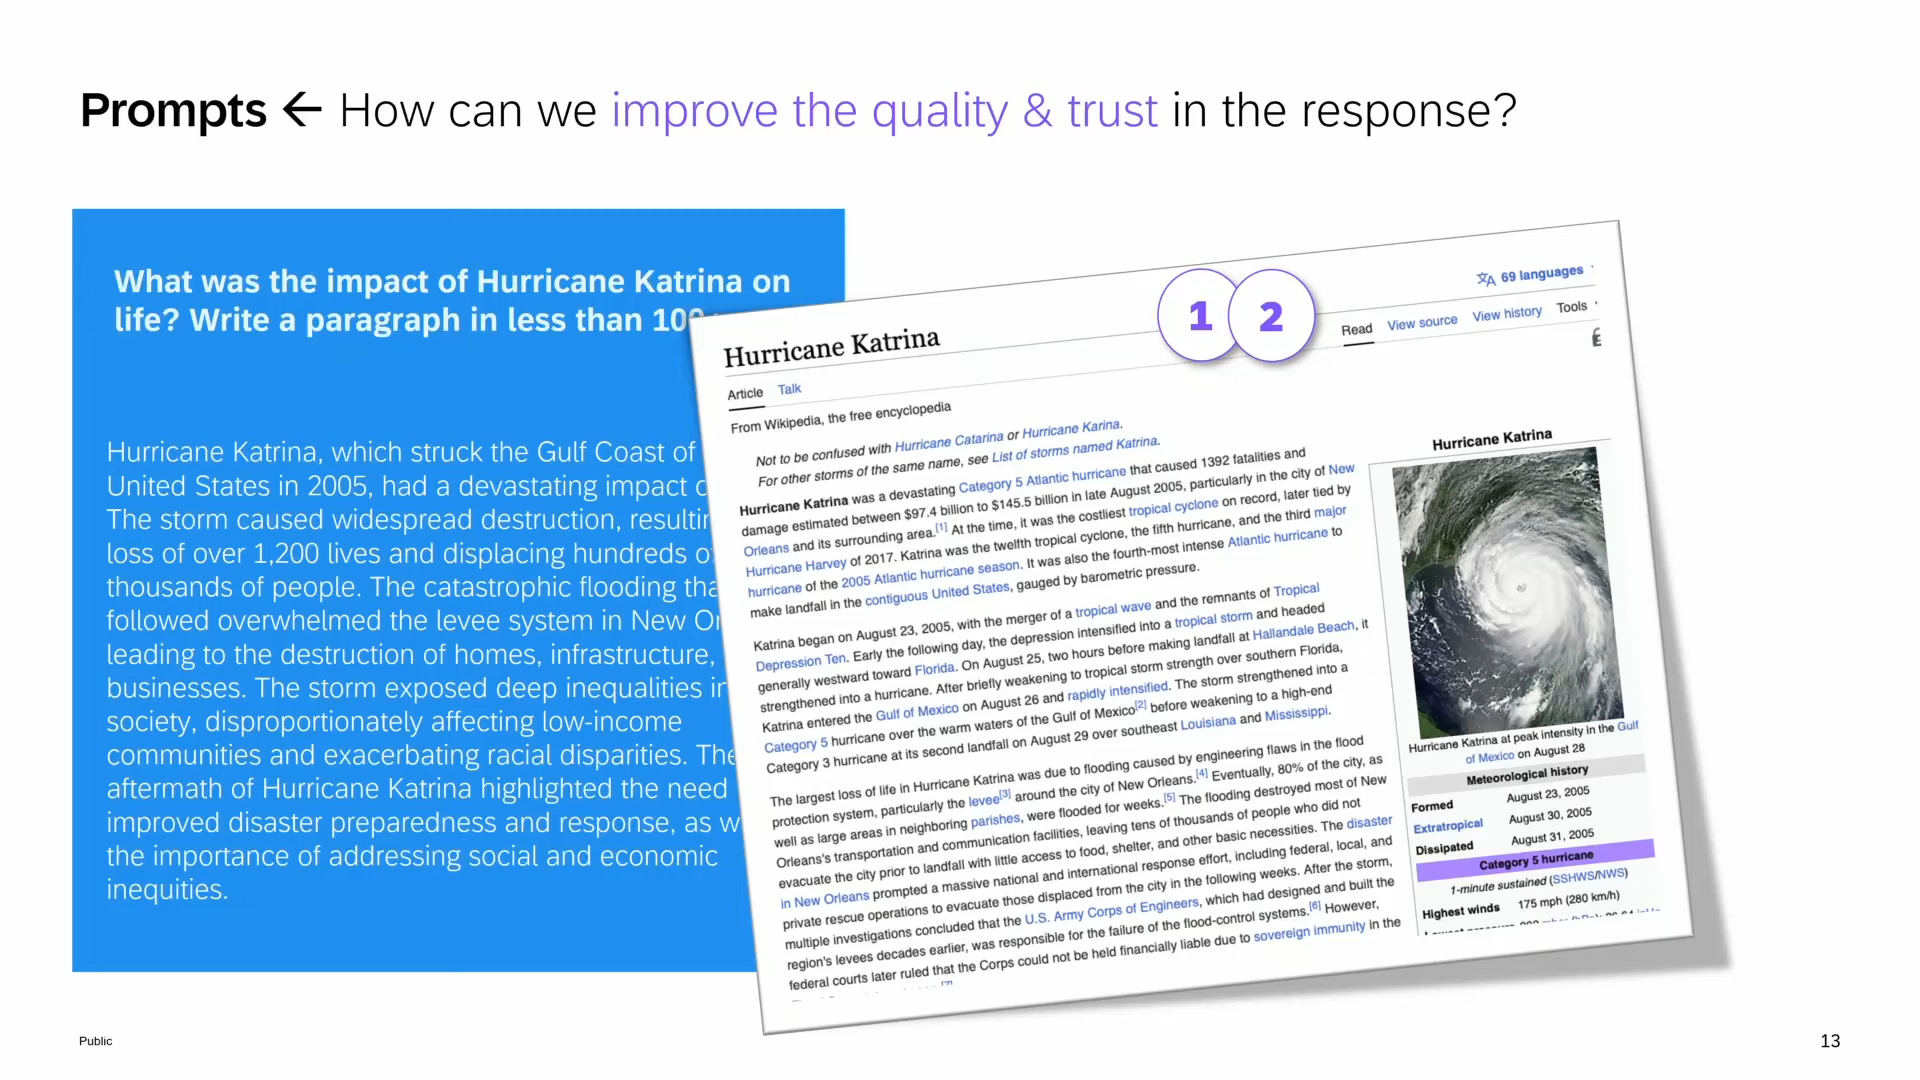 Prompts ← How can we improve the quality & trust in the response?
What was the impact of Hurricane Katrina on
life? Write a paragraph in less than 100
Hurricane Katrina, which struck the Gulf Coast of
United States in 2005, had a devastating impact
The storm caused widespread destruction,
loss of over 1,200 lives and displacing hundreds
thousands of people. The catastrophic flooding
followed overwhelmed the levee system in New
leading to the destruction of homes, infrastructure,
businesses. The storm exposed deep inequalities
society, disproportionately affecting low-income
communities and exacerbating racial disparities. The
aftermath of Hurricane Katrina highlighted the need
improved disaster preparedness and response, as
the importance of addressing social and economic
inequities.
1 2
69 languages
Hurricane Katrina
Article Talk
Read View source View history Tools
From Wikipedia, the free encyclopedia
Not to be confused with Hurricane Catarina or Hurricane Karina.
For other storms of the same name, see List of storms named Katrina.
Hurricane Katrina was a devastating Category 5 Atlantic hurricane that caused 1392 fatalities and
damage estimated between $97.4 billion to $145.5 billion in late August 2005, particularly in the city of New
Orleans and its surrounding area.[1] At the time, it was the costliest tropical cyclone on record, later tied by
Hurricane Harvey of 2017. Katrina was the twelfth tropical cyclone, the fifth hurricane, and the third major
hurricane of the 2005 Atlantic hurricane season. It was also the fourth-most intense Atlantic hurricane to
make landfall in the contiguous United States, gauged by barometric pressure.
Katrina began on August 23, 2005, with the merger of a tropical wave and the remnants of Tropical
Depression Ten. Early the following day, the depression intensified into a tropical storm and headed
generally westward toward Florida. On August 25, two hours before making landfall at Hallandale Beach, it
strengthened into a hurricane. After briefly weakening to tropical storm strength over southern Florida,
Katrina entered the Gulf of Mexico on August 26 and rapidly intensified. The storm strengthened into a
Category 5 hurricane over the warm waters of the Gulf of Mexico[2] before weakening to a high-end
Category 3 hurricane at its second landfall on August 29 over southeast Louisiana and Mississippi.
The largest loss of life in Hurricane Katrina was due to flooding caused by engineering flaws in the flood
protection system, particularly the levee[3] around the city of New Orleans.[4] Eventually, 80% of the city, as
well as large areas in neighboring parishes, were flooded for weeks.[5] The flooding destroyed most of New
Orleans's transportation and communication facilities, leaving tens of thousands of people who did not
evacuate the city prior to landfall with little access to food, shelter, and other basic necessities. The disaster
in New Orleans prompted a massive national and international response effort, including federal, local, and
private rescue operations to evacuate those displaced from the city in the following weeks. After the storm,
multiple investigations concluded that the U.S. Army Corps of Engineers, which had designed and built the
region's levees decades earlier, was responsible for the failure of the flood-control systems.[6] However,
federal courts later ruled that the Corps could not be held financially liable due to sovereign immunity in the
Hurricane Katrina
Hurricane Katrina at peak intensity in the Gulf
of Mexico on August 28
Meteorological history
Formed August 23, 2005
Extratropical August 30, 2005
Dissipated August 31, 2005
Category 5 hurricane
1-minute sustained (SSHWS/NWS)
Highest winds 175 mph (280 km/h)
Public
13